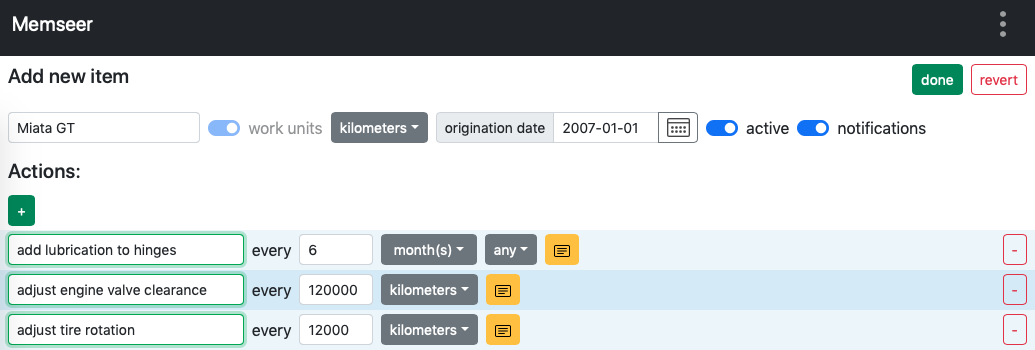 Memseer
Add new item done revert
Miata GT work units kilometers origination date 2007-01-01 active notifications
Actions:
+
add lubrication to hinges every 6 month(s) any -
adjust engine valve clearance every 120000 kilometers -
adjust tire rotation every 12000 kilometers -